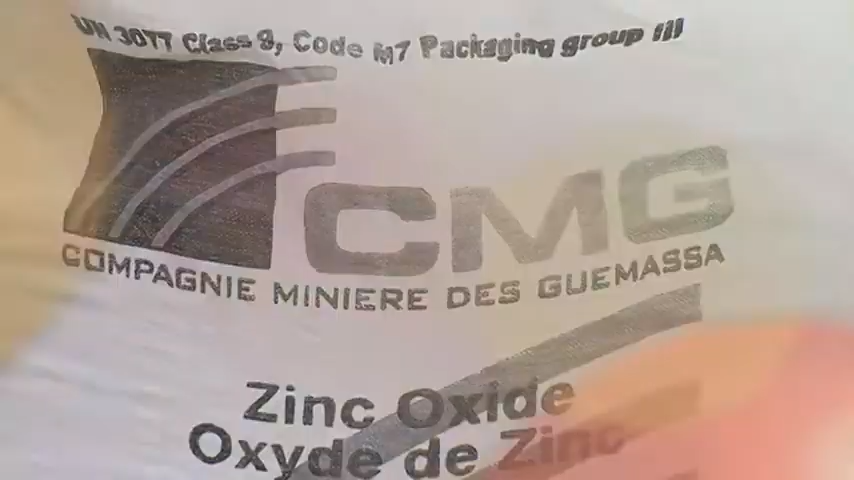 UN 3077 Class 9, Code M7 Packaging group III
CMG
COMPAGNIE MINIERE DES GUEMASSA
Zinc Oxide
Oxyde de Zinc